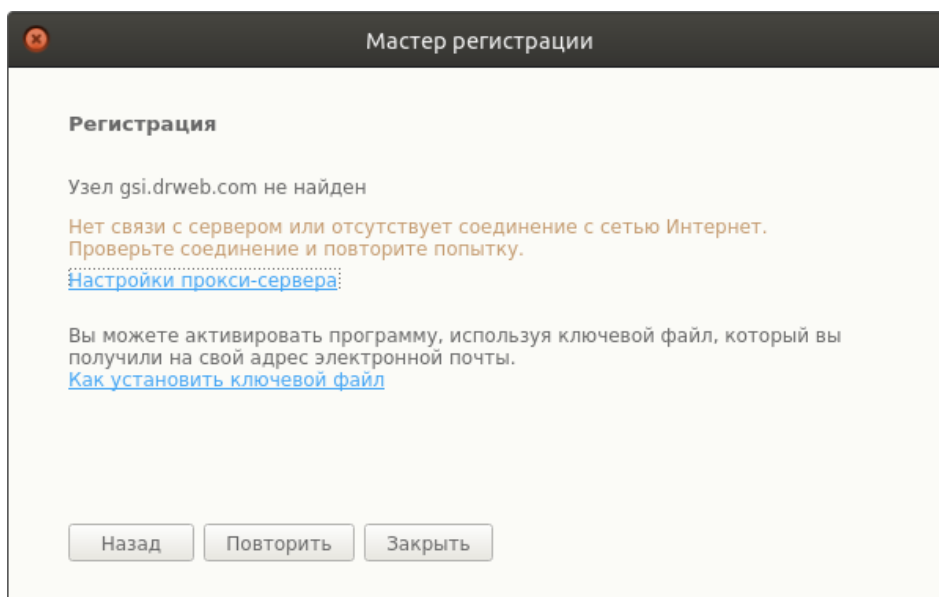 Мастер регистрации
Регистрация
Узел gsi.drweb.com не найден
Нет связи с сервером или отсутствует соединение с сетью Интернет.
Проверьте соединение и повторите попытку.
Настройки прокси-сервера
Вы можете активировать программу, используя ключевой файл, который вы
получили на свой адрес электронной почты.
Как установить ключевой файл
Назад Повторить Закрыть